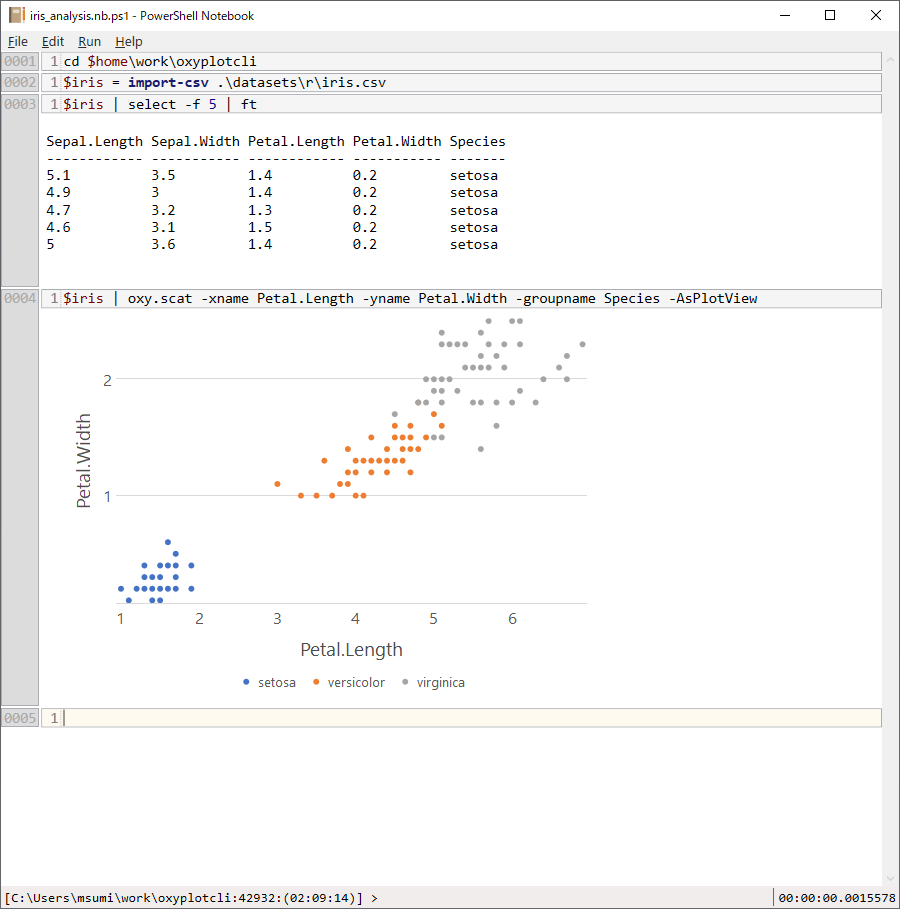 iris_analysis.nb.ps1 - PowerShell Notebook
File Edit Run Help
0001 1 cd $home\work\oxyplotcli
0002 1 $iris = import-csv .\datasets\r\iris.csv
0003 1 $iris | select -f 5 | ft
Sepal.Length Sepal.Width Petal.Length Petal.Width Species
------------ ----------- ------------ ----------- -------
5.1 3.5 1.4 0.2 setosa
4.9 3 1.4 0.2 setosa
4.7 3.2 1.3 0.2 setosa
4.6 3.1 1.5 0.2 setosa
5 3.6 1.4 0.2 setosa
0004 1 $iris | oxy.scat -xname Petal.Length -yname Petal.Width -groupname Species -AsPlotView
2
Petal.Width
1
1 2 3 4 5 6
Petal.Length
setosa versicolor virginica
0005 1
[C:\Users\msumi\work\oxyplotcli:42932:(02:09:14)] > 00:00:00.0015578